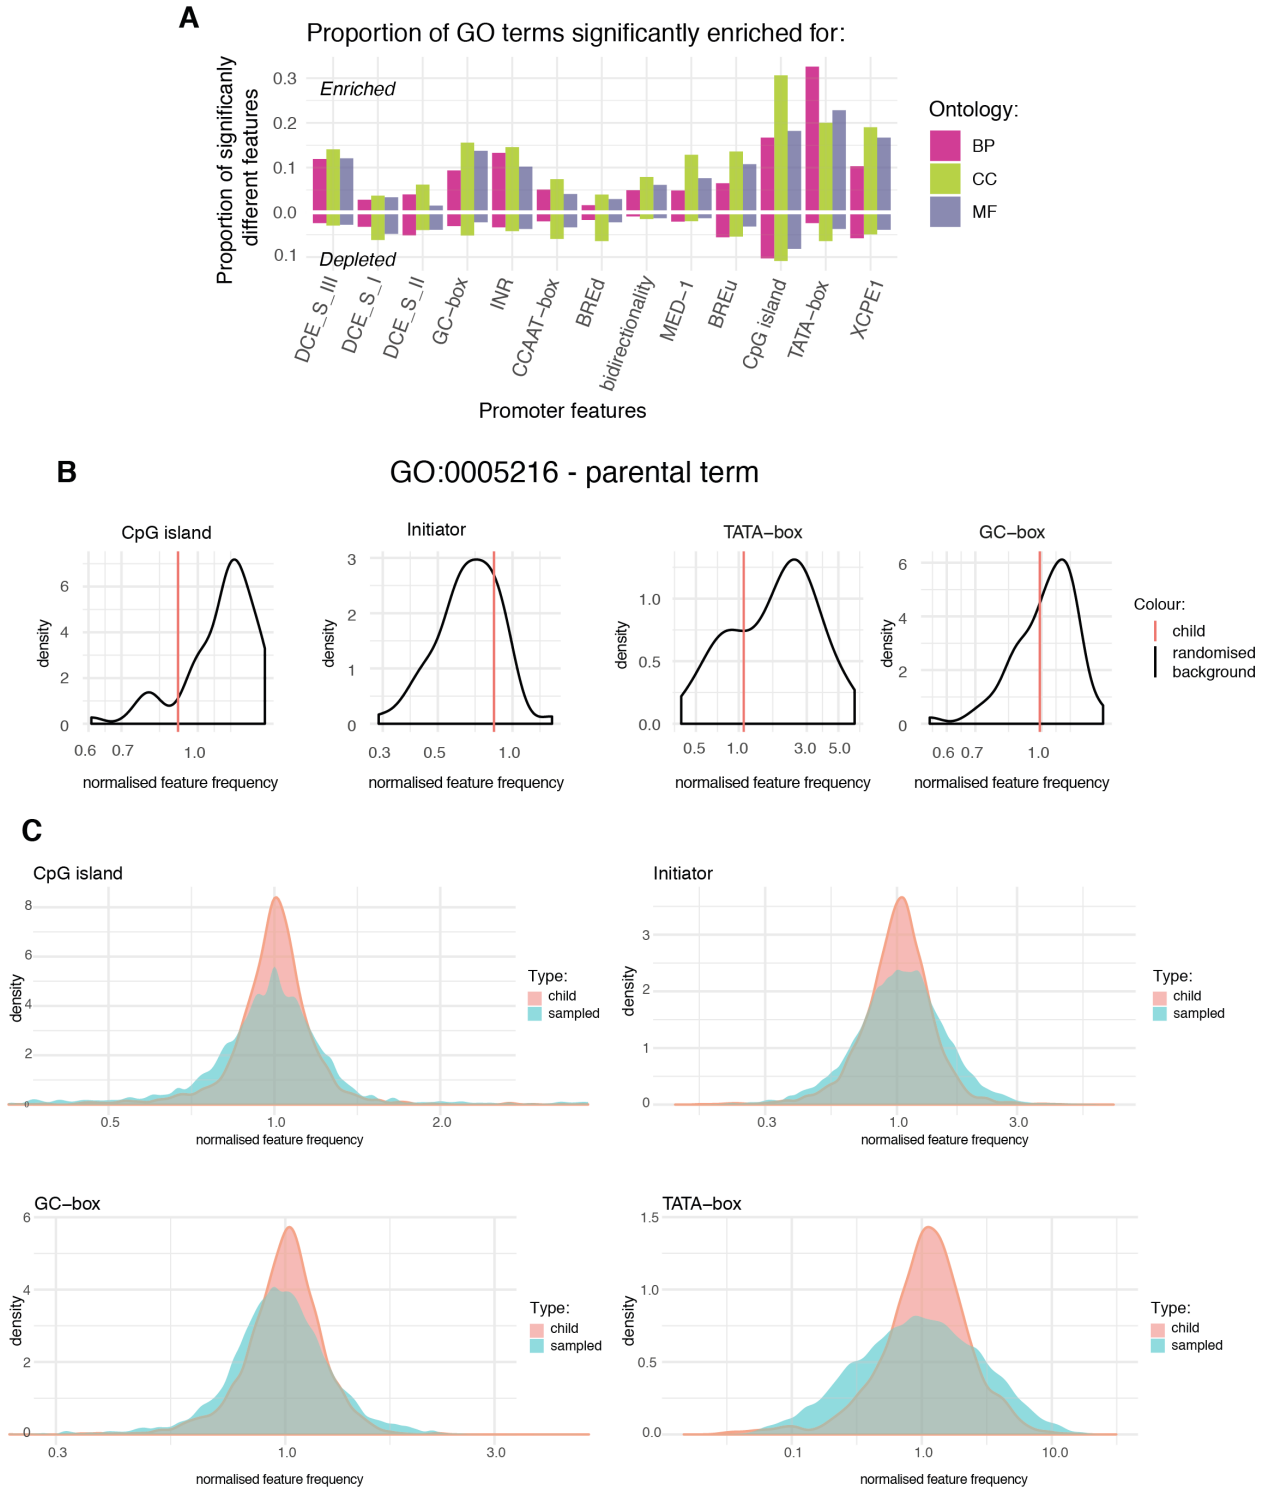 A
Proportion of GO terms significantly enriched for:
Proportion of significanly
different features
0.3
0.2
0.1
0.0
0.1
Enriched
Depleted
DCE_S_III
DCE_S_I
DCE_S_II
GC-box
INR
CCAAT-box
BREd
bidirectionality
MED-1
BREu
CpG island
TATA-box
XCPE1
Promoter features
Ontology:
BP
CC
MF
B
GO:0005216 - parental term
CpG island
density
6
4
2
0
0.6 0.7 1.0
normalised feature frequency
Initiator
density
3
2
1
0
0.3 0.5 1.0
normalised feature frequency
TATA-box
density
1.0
0.5
0.0
0.5 1.0 3.0 5.0
normalised feature frequency
GC-box
density
6
4
2
0
0.6 0.7 1.0
normalised feature frequency
Colour:
child
randomised
background
C
CpG island
density
8
6
4
2
0
0.5 1.0 2.0
normalised feature frequency
Type:
child
sampled
Initiator
density
3
2
1
0
0.3 1.0 3.0
normalised feature frequency
Type:
child
sampled
GC-box
density
6
4
2
0
0.3 1.0 3.0
normalised feature frequency
Type:
child
sampled
TATA-box
density
1.5
1.0
0.5
0.0
0.1 1.0 10.0
normalised feature frequency
Type:
child
sampled